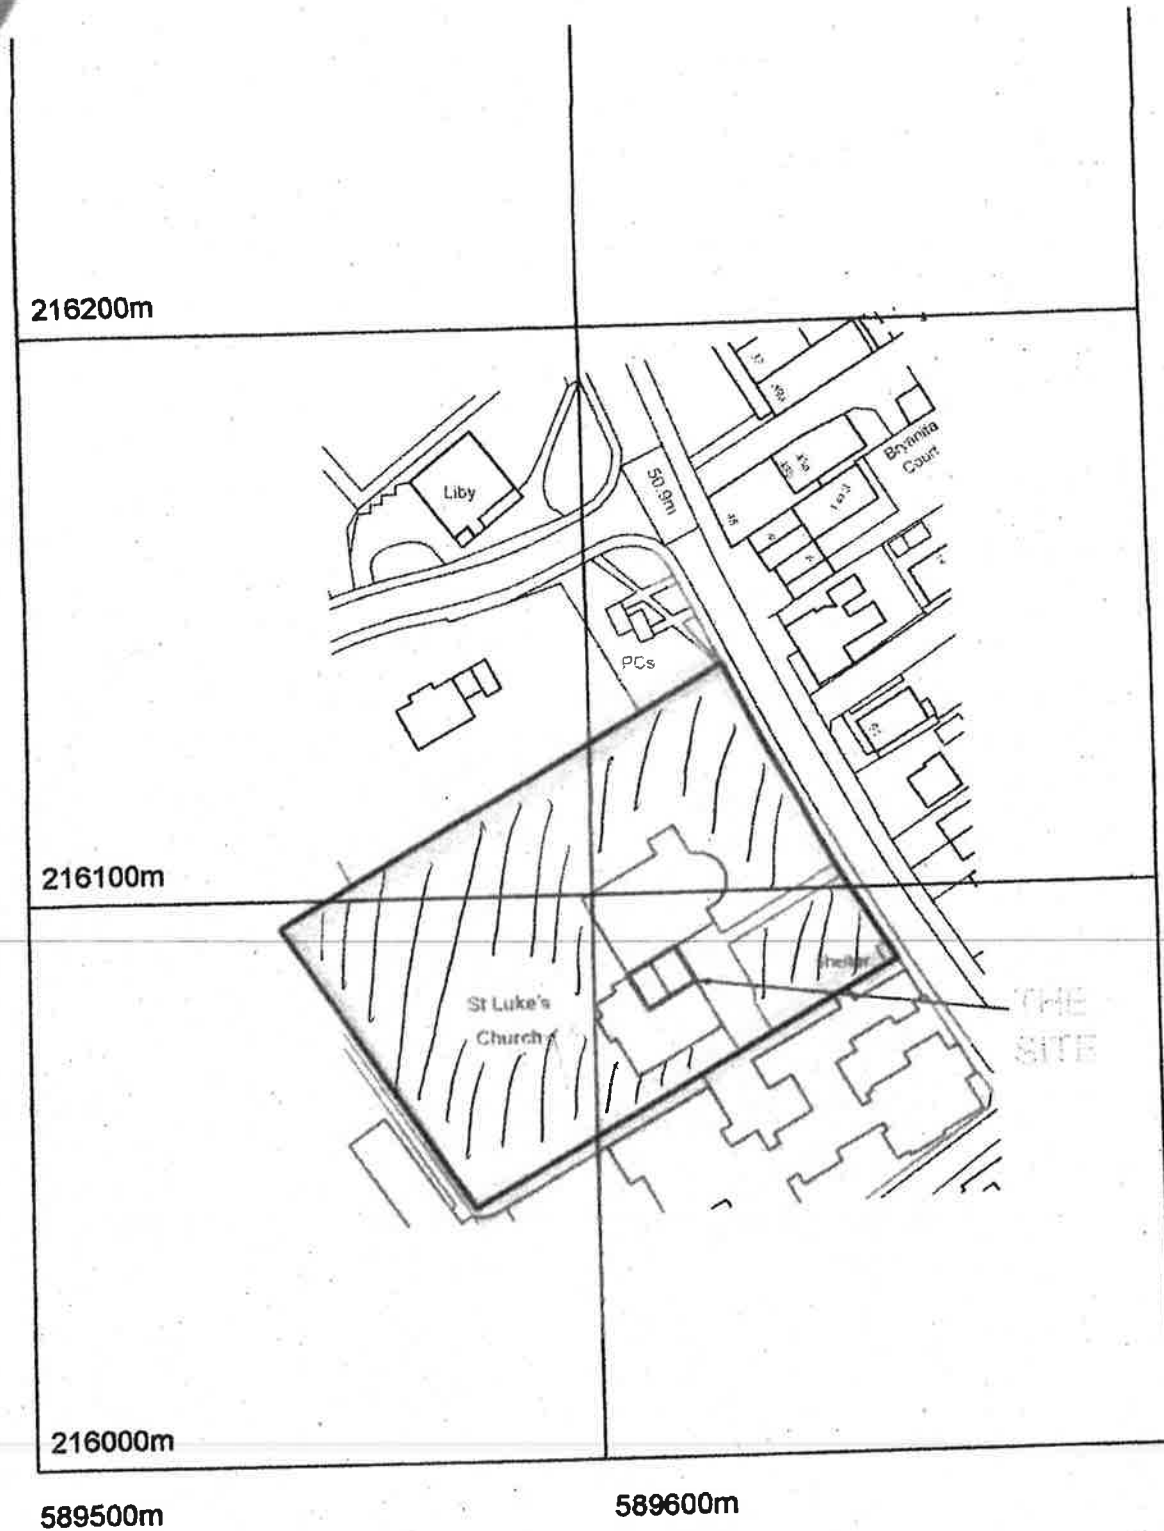 216200m
Bryanita
Court
Liby
50.9m
PCs
216100m
Shelter
St Luke's
Church
THE
SITE
216000m
589500m
589600m